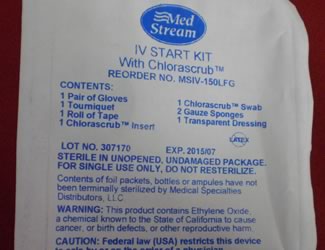 Med
Stream
IV START KIT
With Chlorascrub™
REORDER NO. MSIV-150LFG
CONTENTS:
1 Pair of Gloves
1 Tourniquet
1 Roll of Tape
1 Chlorascrub™ Insert
1 Chlorascrub™ Swab
2 Gauze Sponges
1 Transparent Dressing
LATEX
LOT NO. 307170 EXP. 2015/07
STERILE IN UNOPENED, UNDAMAGED PACKAGE.
FOR SINGLE USE ONLY, DO NOT RESTERILIZE.
Contents of foil packets, bottles or ampules have not
been terminally sterilized by Medical Specialties
Distributors, LLC
WARNING: This product contains Ethylene Oxide,
a chemical known to the State of California to cause
cancer, or birth defects, or other reproductive harm.
CAUTION: Federal law (USA) restricts this device